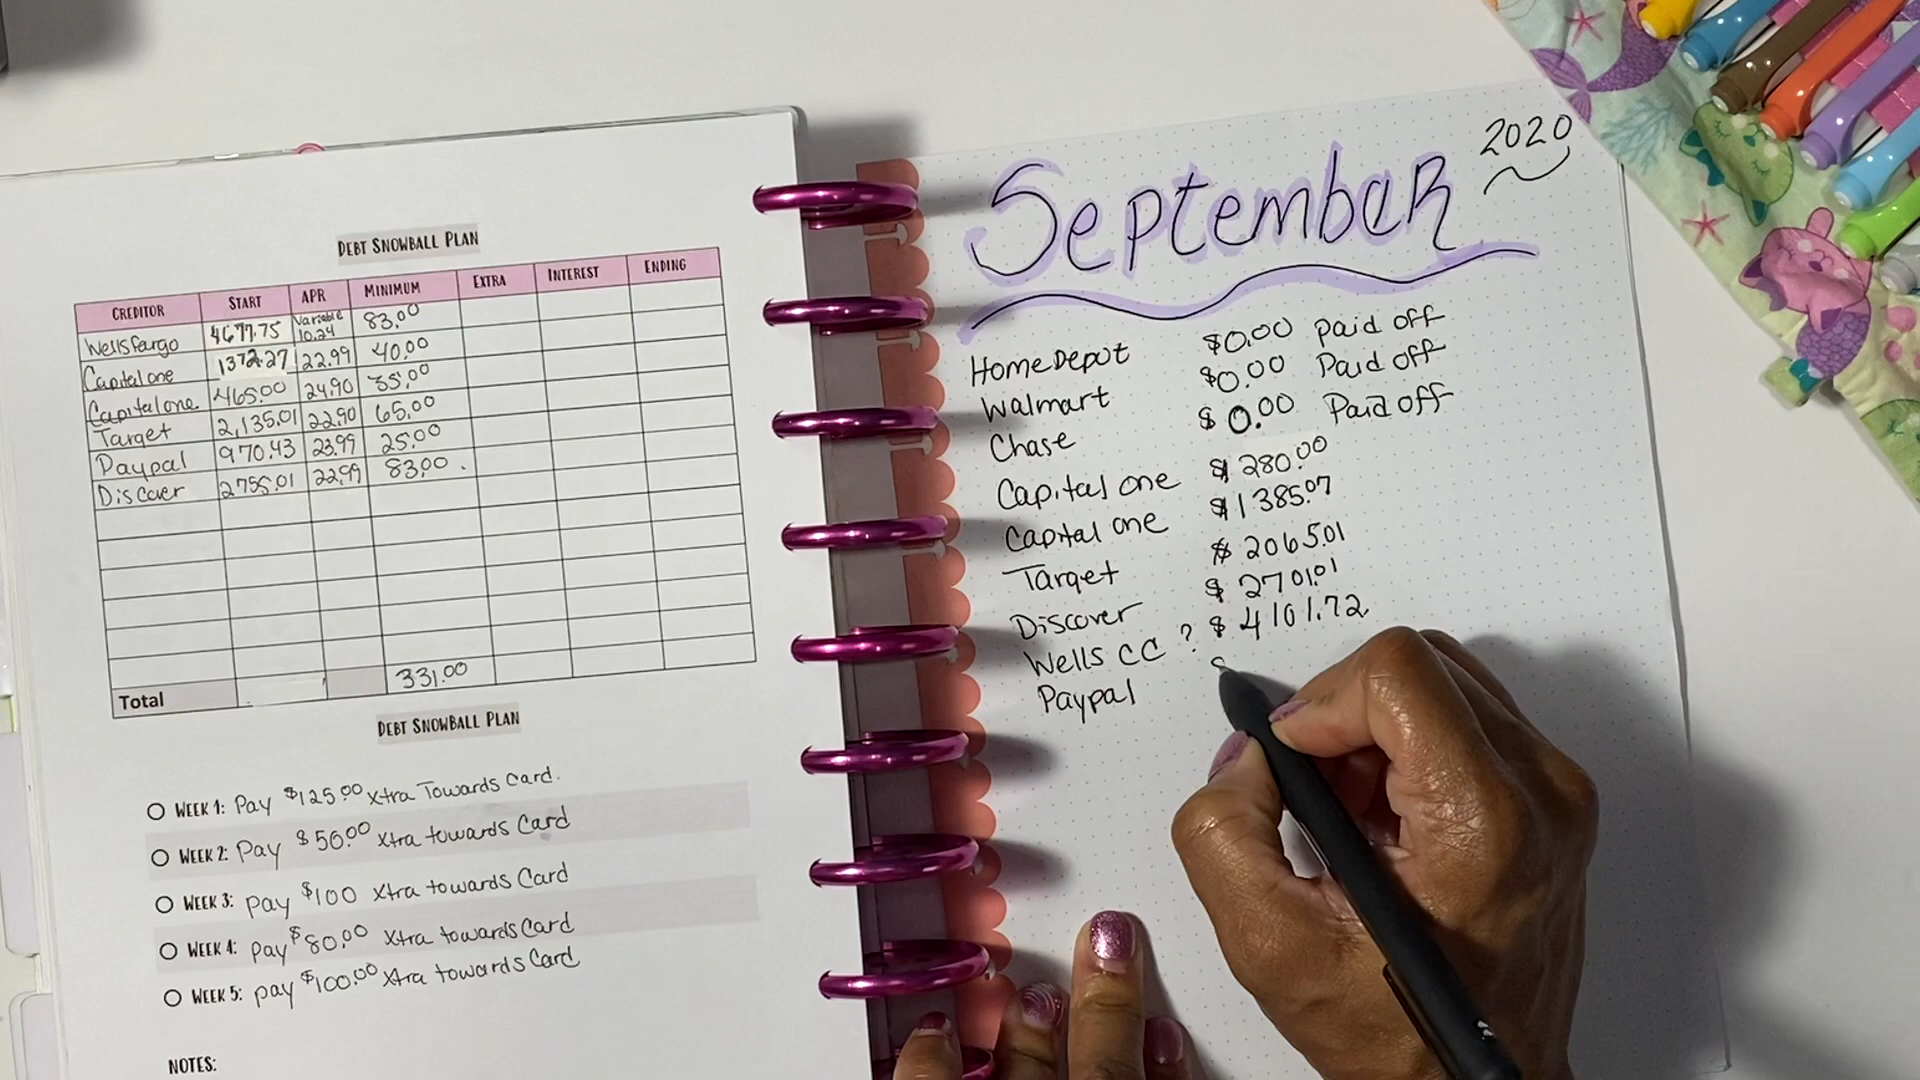 DEBT SNOWBALL PLAN
CREDITOR START APR MINIMUM EXTRA INTEREST ENDING
Wellsfargo 4677.75 Variable 10.24 83.00
Capitalone 1372.27 22.99 40.00
Capitalone 465.00 24.90 35.00
Target 2,135.01 22.90 65.00
Paypal 970.43 23.99 25.00
Discover 2755.01 22.99 83.00
Total 331.00
DEBT SNOWBALL PLAN
WEEK 1: Pay $125.00 Xtra Towards Card.
WEEK 2: Pay $50.00 Xtra towards Card
WEEK 3: pay $100 Xtra towards Card
WEEK 4: pay $80.00 Xtra towards Card
WEEK 5: pay $100.00 Xtra towards Card
NOTES:
September 2020
Home Depot $0.00 paid off
Walmart $0.00 Paid off
Chase $0.00 Paid off
Capital one $280.00
Capital one $1385.07
Target $2065.01
Discover $2701.01
Wells CC ? $4101.72
Paypal